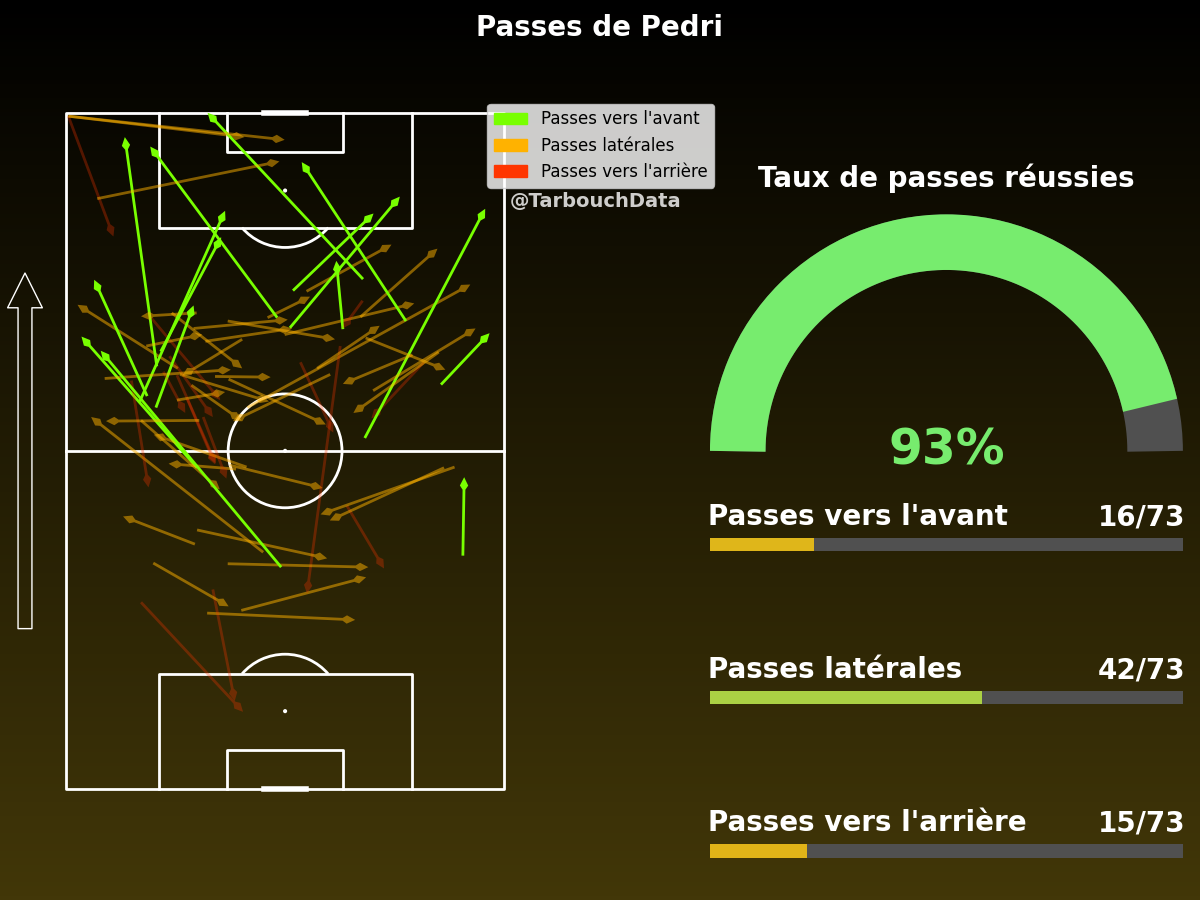 Passes de Pedri
Passes vers l'avant
Passes latérales
Passes vers l'arrière
@TarbouchData
Taux de passes réussies
93%
Passes vers l'avant 16/73
Passes latérales 42/73
Passes vers l'arrière 15/73